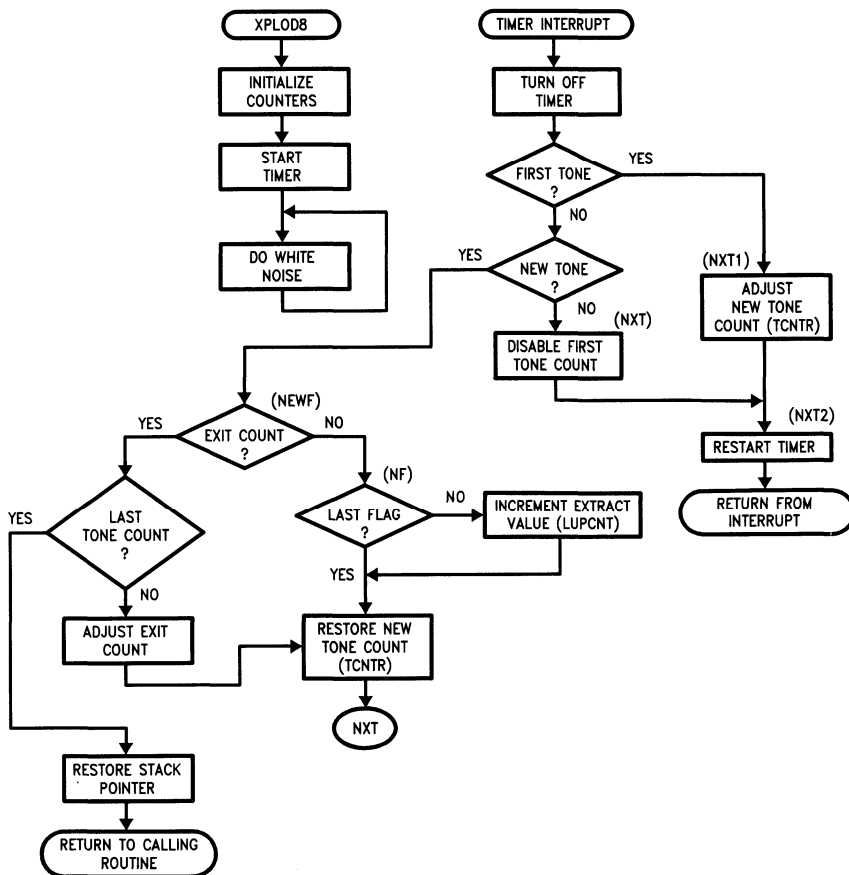 XPLOD8
INITIALIZE
COUNTERS
START
TIMER
DO WHITE
NOISE
TIMER INTERRUPT
TURN OFF
TIMER
FIRST TONE
?
YES
NO
NEW TONE
?
YES
NO
(NXT)
DISABLE FIRST
TONE COUNT
(NXT1)
ADJUST
NEW TONE
COUNT (TCNTR)
(NXT2)
RESTART TIMER
RETURN FROM
INTERRUPT
(NEWF)
EXIT COUNT
?
YES
NO
(NF)
LAST FLAG
?
NO
YES
INCREMENT EXTRACT
VALUE (LUPCNT)
LAST
TONE COUNT
?
YES
NO
ADJUST EXIT
COUNT
RESTORE NEW
TONE COUNT
(TCNTR)
NXT
RESTORE STACK
POINTER
RETURN TO CALLING
ROUTINE